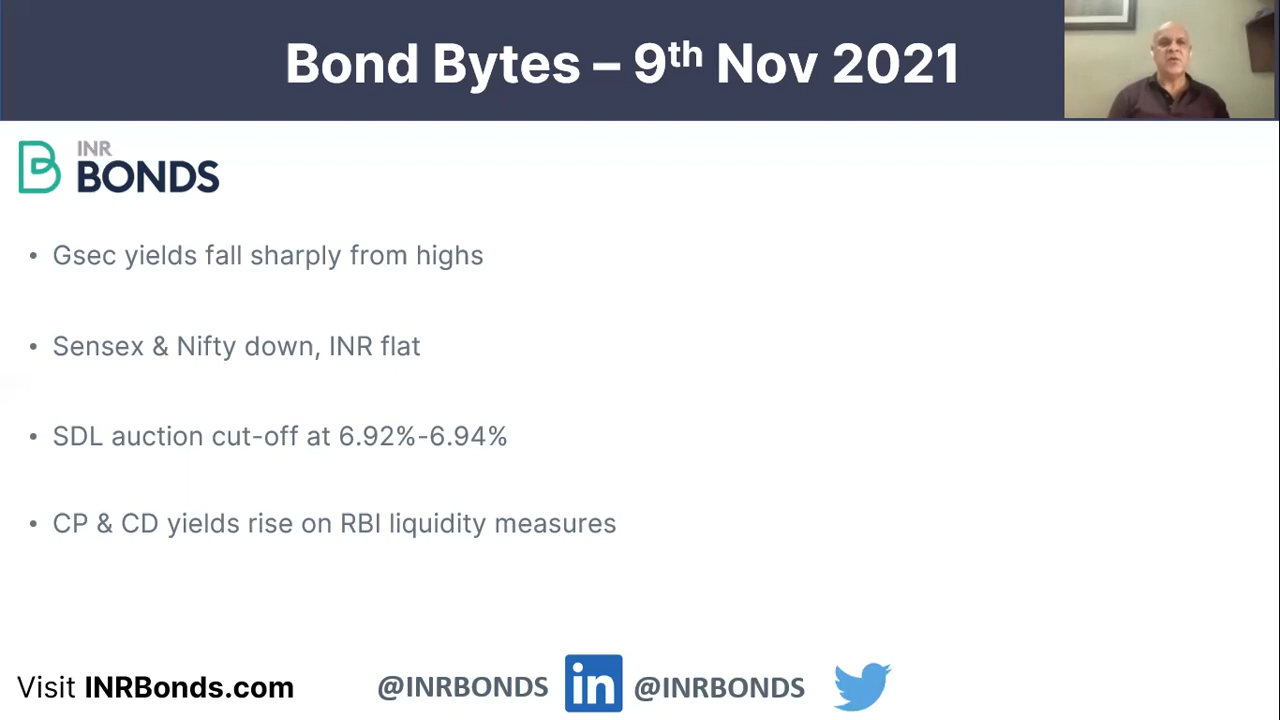 Bond Bytes – 9th Nov 2021
INR
BONDS
• Gsec yields fall sharply from highs
• Sensex & Nifty down, INR flat
• SDL auction cut-off at 6.92%-6.94%
• CP & CD yields rise on RBI liquidity measures
Visit INRBonds.com @INRBONDS in @INRBONDS